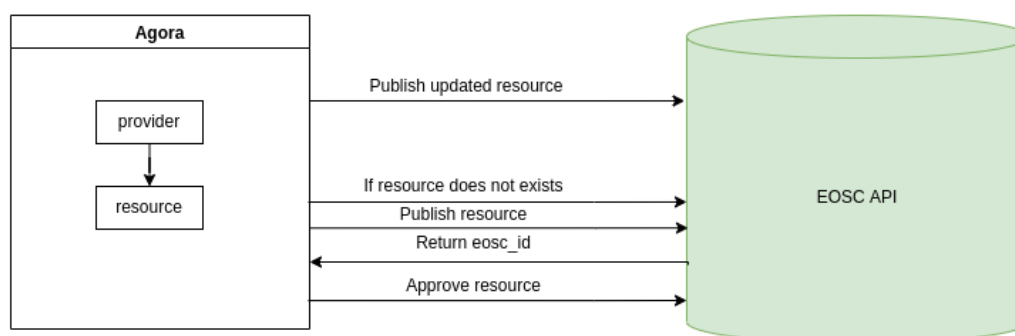 Agora
Publish updated resource
provider
If resource does not exists
resource
EOSC API
Publish resource
Return eosc_id
Approve resource